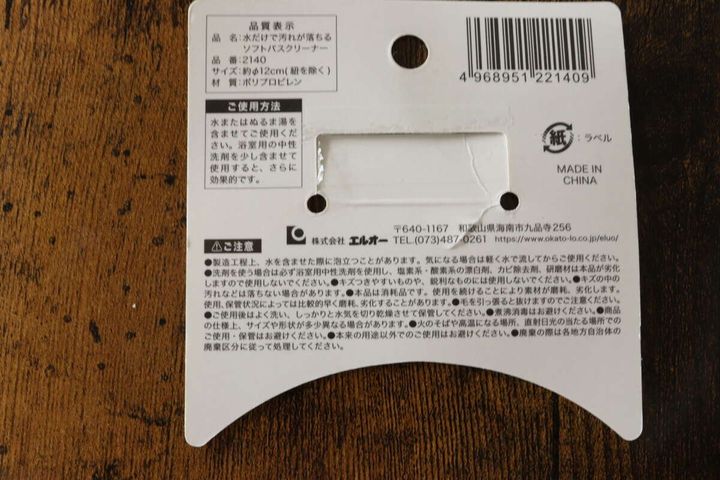 品質表示
品 名：水だけで汚れが落ちる
ソフトバスクリーナー
品 番：2140
サイズ：約φ12cm(紐を除く)
材 質：ポリプロピレン
ご使用方法
水またはぬるま湯を
含ませてご使用くだ
さい。浴室用の中性
洗剤を少し含ませて
使用すると、さらに
効果的です。
4 968951 221409
紙：ラベル
MADE IN
CHINA
株式会社 エルオー
〒640-1167 和歌山県海南市九品寺256
TEL.(073)487-0261 https://www.okato-lo.co.jp/eluo/
⚠ご注意
●製造工程上、水を含ませた際に泡立つことがあります。気になる場合は軽く水で流してからご使用ください。
●洗剤を使う場合は必ず浴室用中性洗剤を使用し、塩素系・酸素系の漂白剤、カビ除去剤、研磨材は本品が劣化
しますので使用しないでください。●キズつきやすいものや、鋭利なものには使用しないでください。●キズの中の
汚れなどは落ちない場合があります。●本品は消耗品です。使用を続けることにより素材が磨耗、劣化します。
使用、保管状況によっては比較的早く磨耗、劣化することがあります。●毛を引っ張ると抜けますのでご注意ください。
●ご使用後はよく洗い、しっかりと水気を切り乾燥させて保管してください。●煮沸消毒はお避けください。●商品
の仕様上、サイズや形状が多少異なる場合があります。●火のそばや高温になる場所、直射日光の当たる場所での
ご使用・保管はお避けください。●本来の用途以外でのご使用はお避けください。●廃棄の際は各地方自治体の
廃棄区分に従って処理してください。